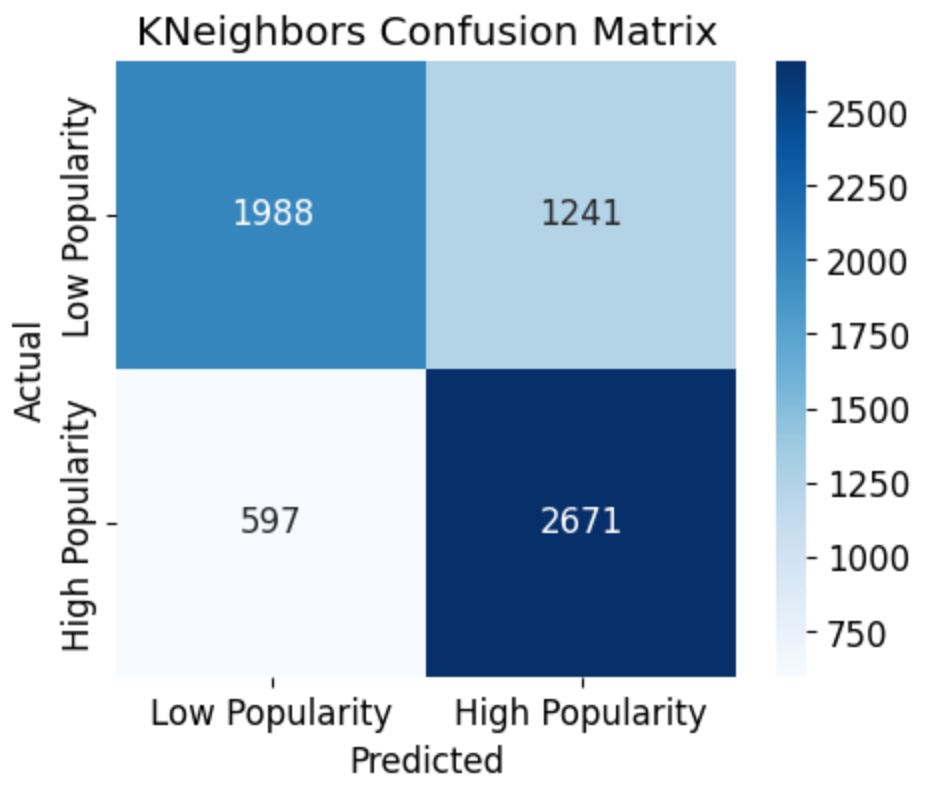 KNeighbors Confusion Matrix
Actual
Low Popularity
High Popularity
1988
1241
597
2671
Low Popularity
High Popularity
Predicted
2500
2250
2000
1750
1500
1250
1000
750